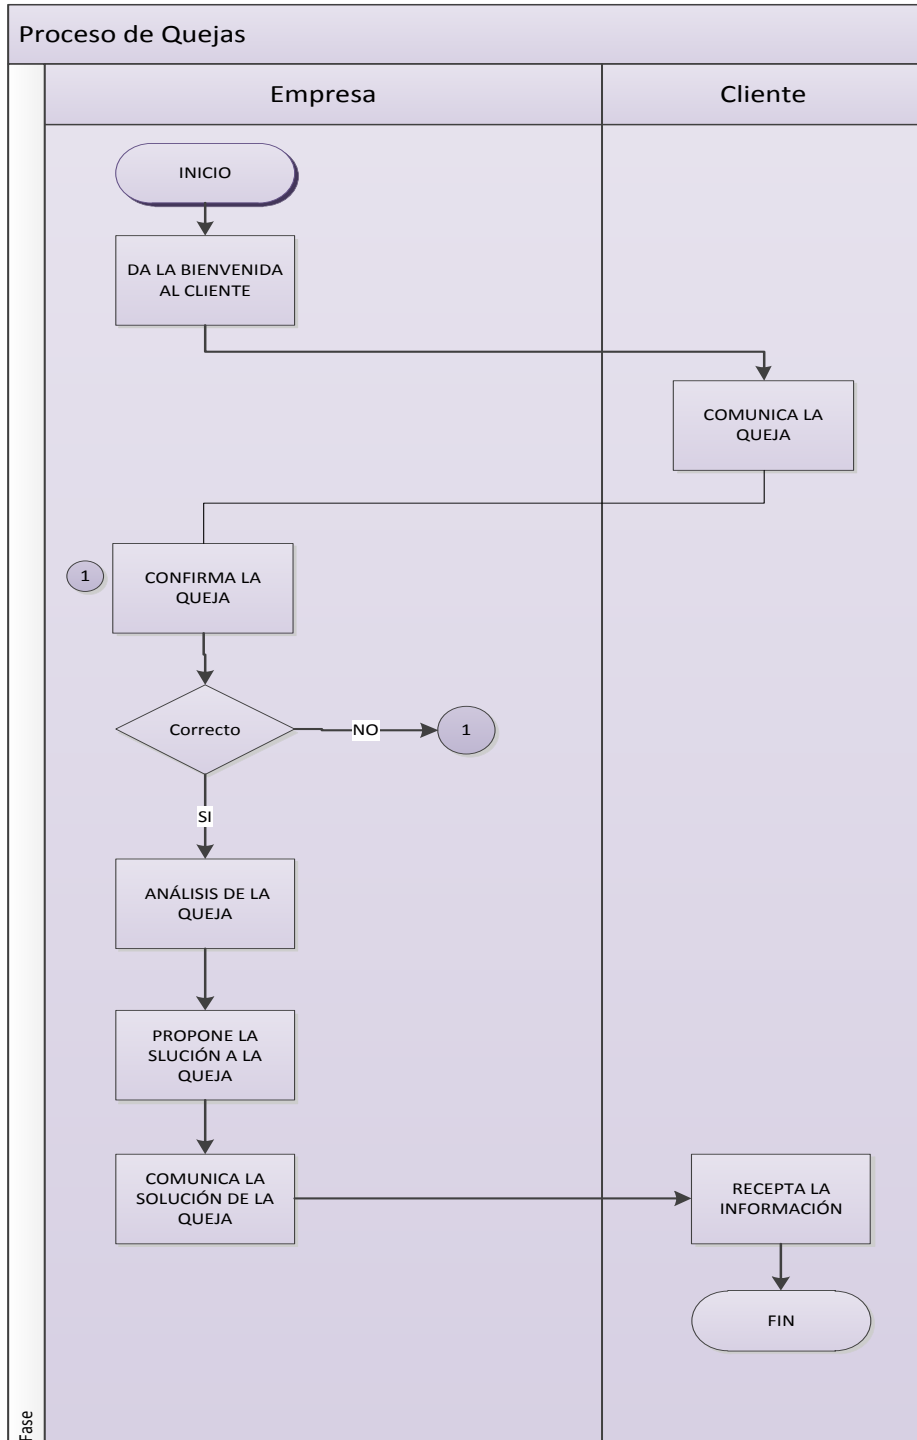 Proceso de Quejas
Empresa
Cliente
INICIO
DA LA BIENVENIDA
AL CLIENTE
COMUNICA LA
QUEJA
1
CONFIRMA LA
QUEJA
Correcto
NO
1
SI
ANÁLISIS DE LA
QUEJA
PROPONE LA
SLUCIÓN A LA
QUEJA
COMUNICA LA
SOLUCIÓN DE LA
QUEJA
RECEPTA LA
INFORMACIÓN
FIN
Fase